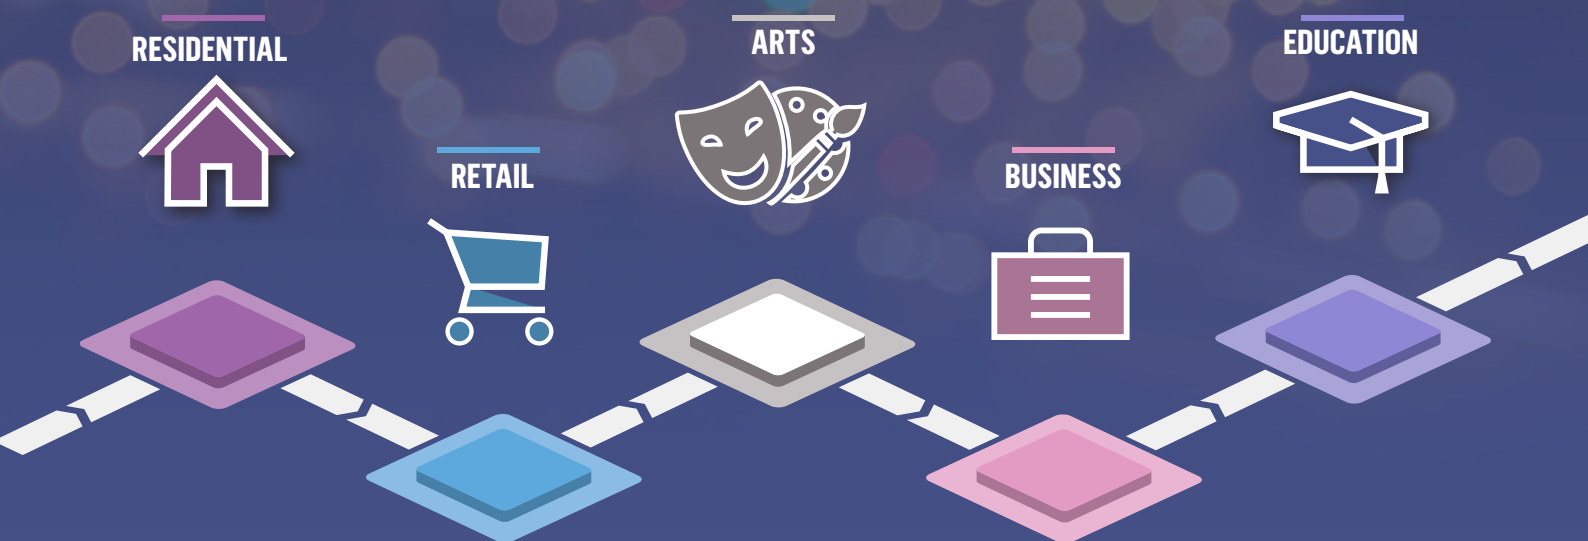 RESIDENTIAL
RETAIL
ARTS
BUSINESS
EDUCATION